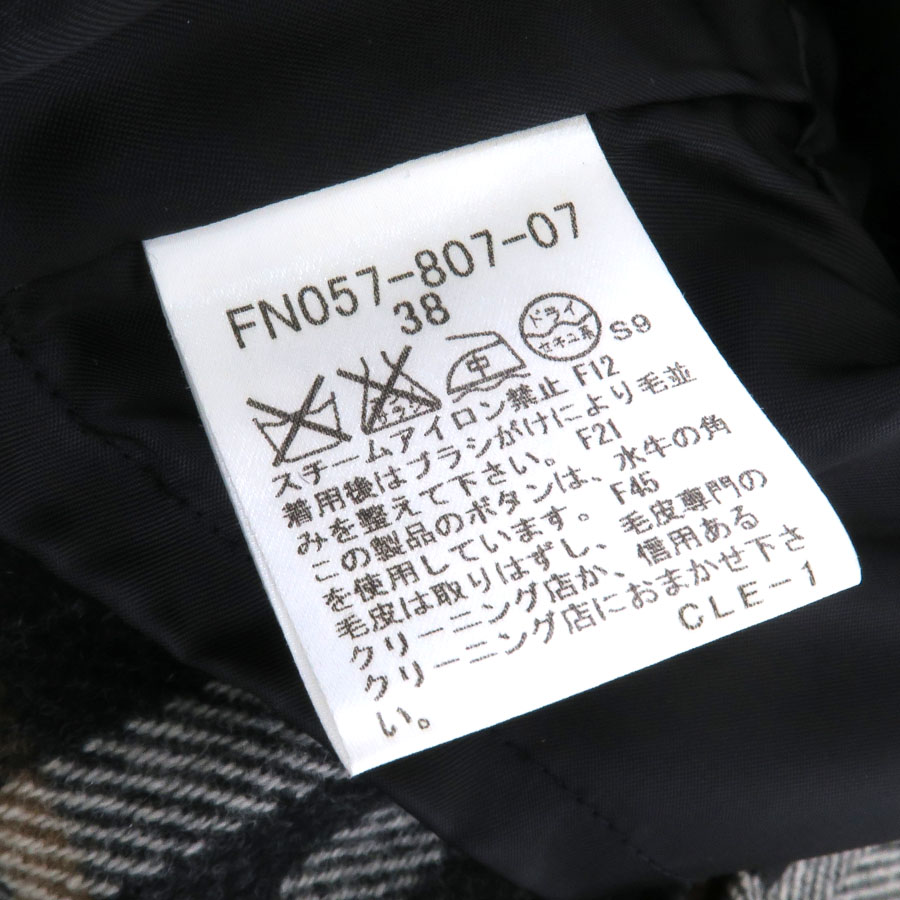 FN057-807-07
38
エンソ
中
ドライ
セキユ系
S9
スチームアイロン禁止 F12
着用後はブラシがけにより毛並
みを整えて下さい。 F21
この製品のボタンは、水牛の角
を使用しています。 F45
毛皮は取りはずし、毛皮専門の
クリーニング店か、信用ある
クリーニング店におまかせ下さ
い。
CLE-1